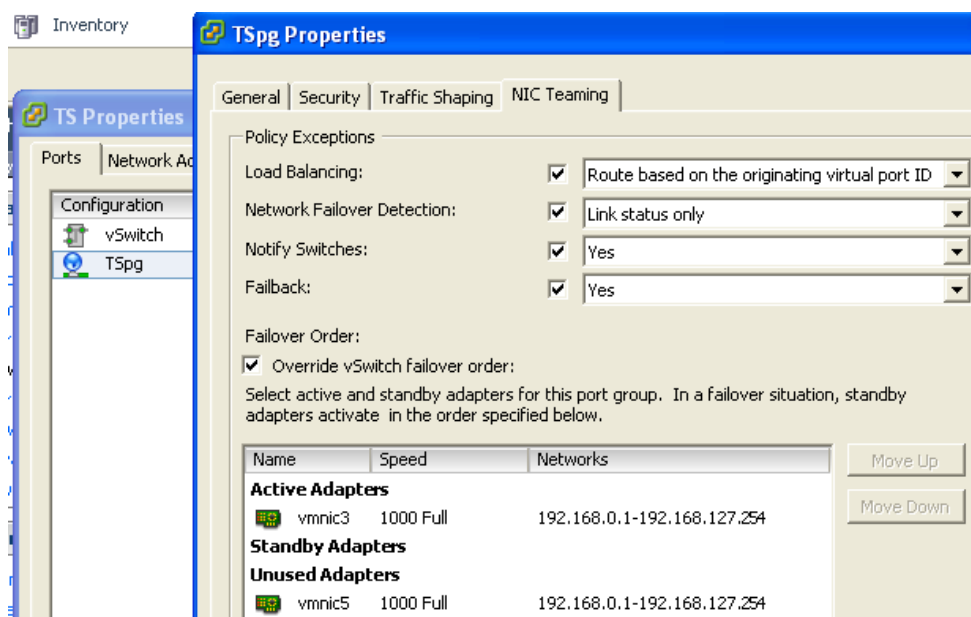 Inventory
TSpg Properties
TS Properties
General
Security
Traffic Shaping
NIC Teaming
Ports
Network Ad
Configuration
vSwitch
TSpg
Policy Exceptions
Load Balancing:
Route based on the originating virtual port ID
Network Failover Detection:
Link status only
Notify Switches:
Yes
Failback:
Yes
Failover Order:
Override vSwitch failover order:
Select active and standby adapters for this port group. In a failover situation, standby
adapters activate in the order specified below.
Name Speed Networks
Move Up
Active Adapters
vmnic3 1000 Full 192.168.0.1-192.168.127.254
Move Down
Standby Adapters
Unused Adapters
vmnic5 1000 Full 192.168.0.1-192.168.127.254